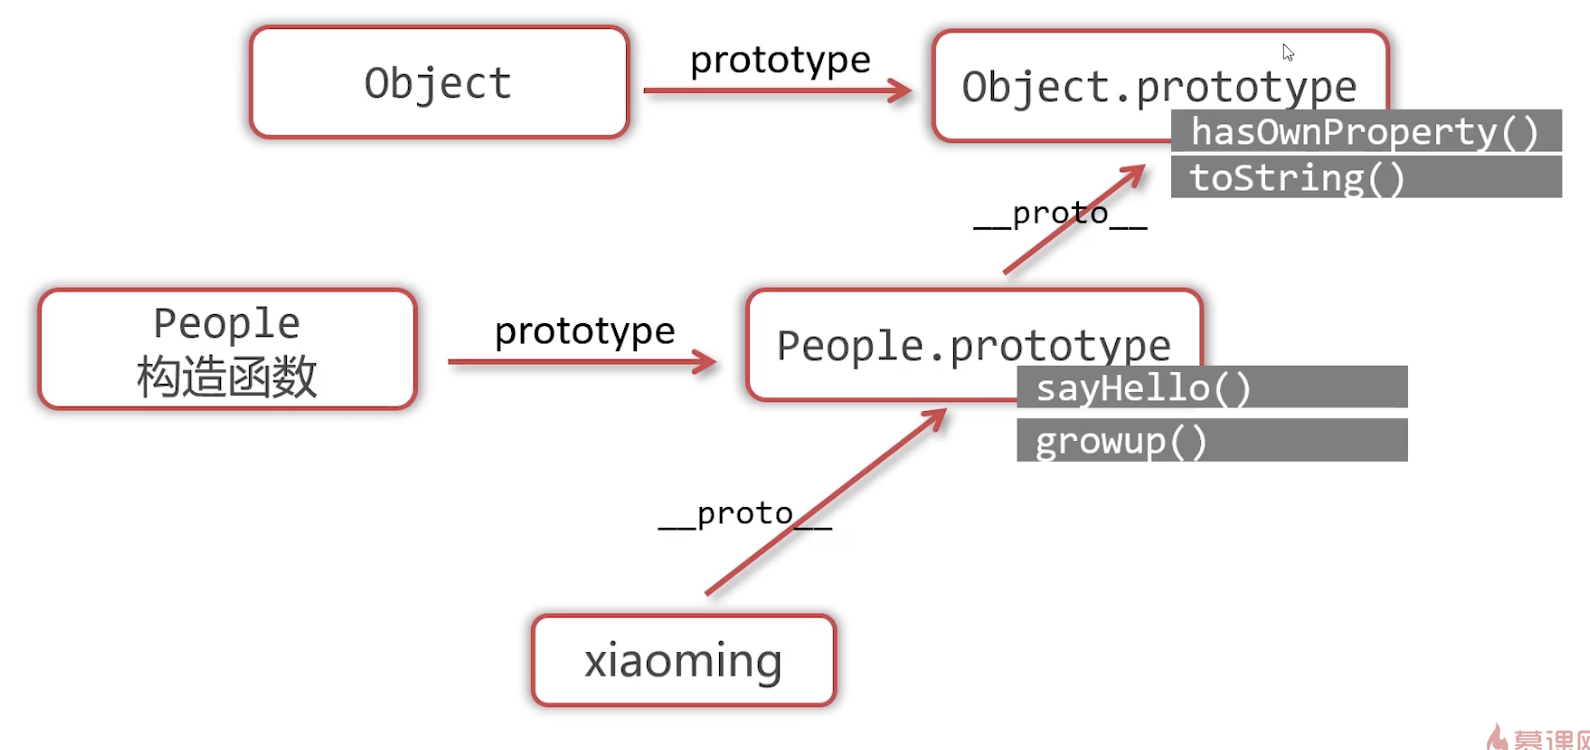 Object
prototype
Object.prototype
hasOwnProperty()
toString()
__proto__
People
构造函数
prototype
People.prototype
sayHello()
growup()
__proto__
xiaoming
慕课网